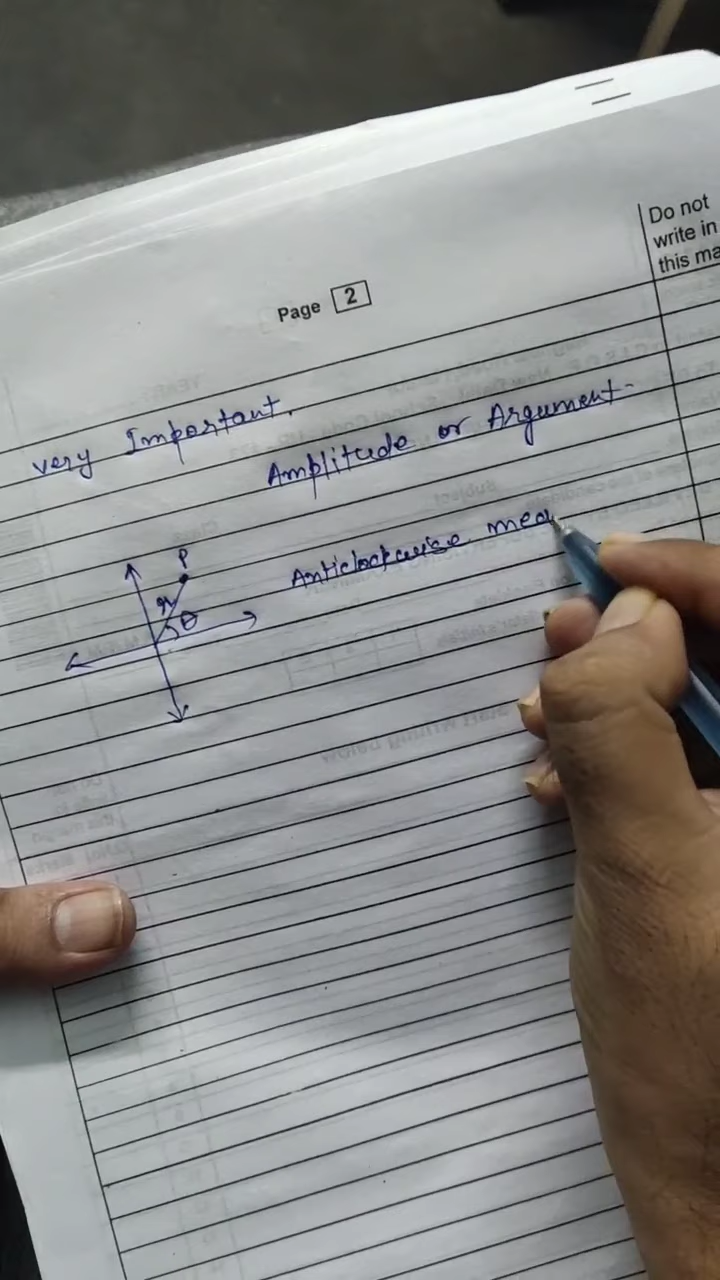 Do not
write in
this ma
Page 2
very Important.
Amplitude or Argument
Anticlockwise mea
P
r
θ